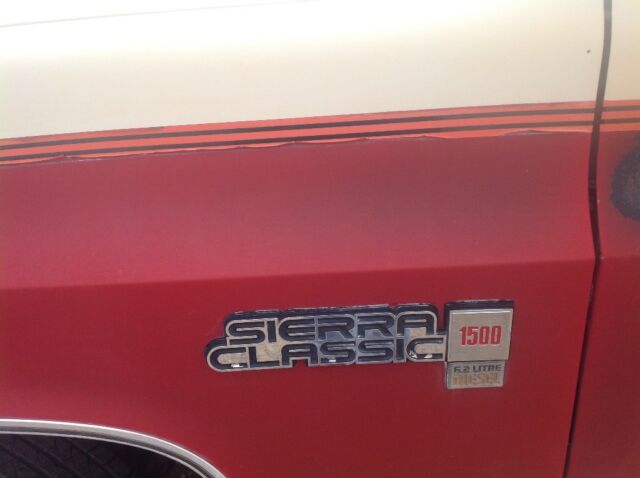 SIERRA
CLASSIC
1500
6.2 LITRE
DIESEL